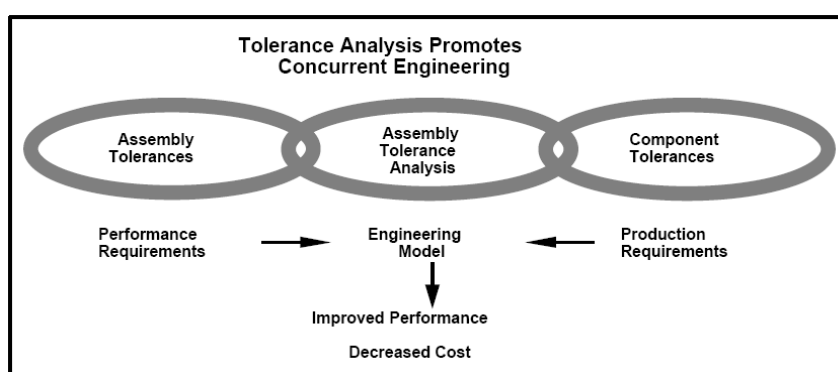 Tolerance Analysis Promotes
Concurrent Engineering
Assembly
Tolerances
Assembly
Tolerance
Analysis
Component
Tolerances
Performance
Requirements
Engineering
Model
Production
Requirements
Improved Performance
Decreased Cost